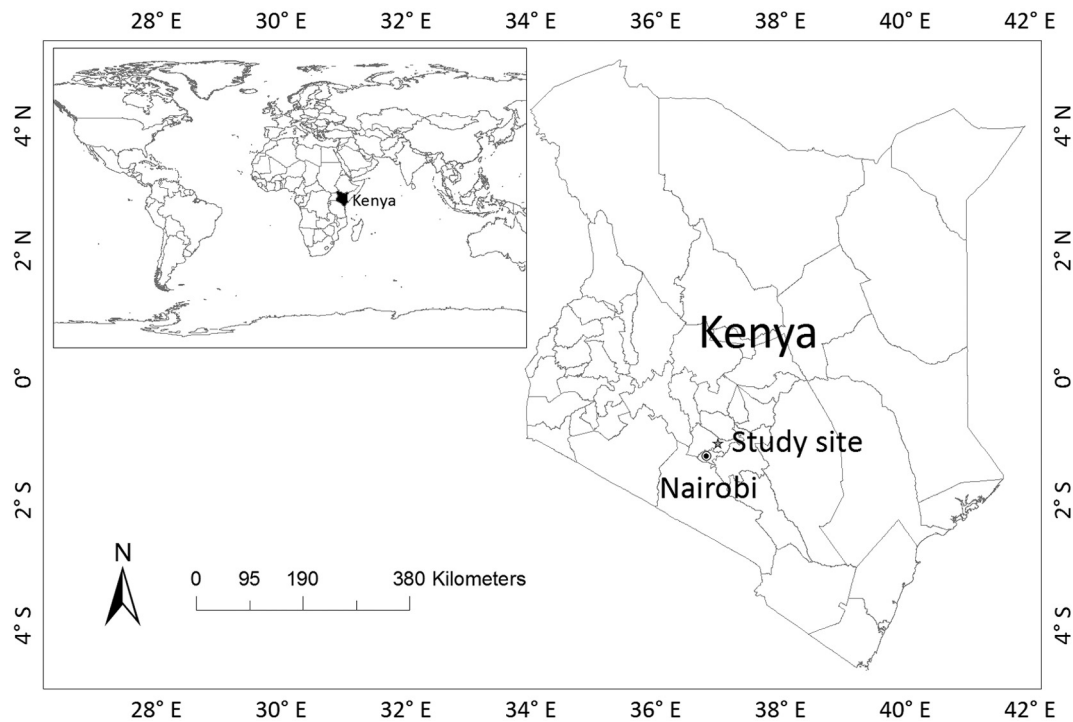 28° E 30° E 32° E 34° E 36° E 38° E 40° E 42° E
4° N
2° N
0°
2° S
4° S
Kenya
Kenya
Study site
Nairobi
N
0 95 190 380 Kilometers
4° N
2° N
0°
2° S
4° S
28° E 30° E 32° E 34° E 36° E 38° E 40° E 42° E